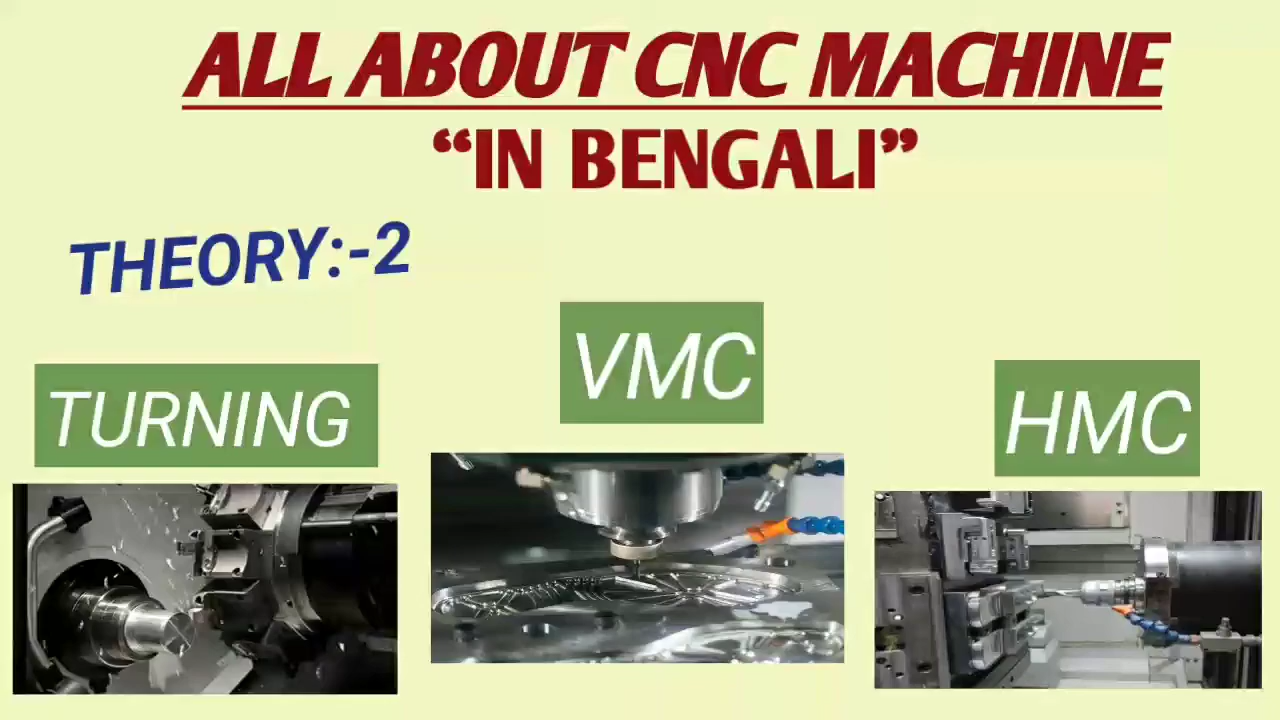 ALL ABOUT CNC MACHINE
“IN BENGALI”
THEORY:-2
TURNING
VMC
HMC